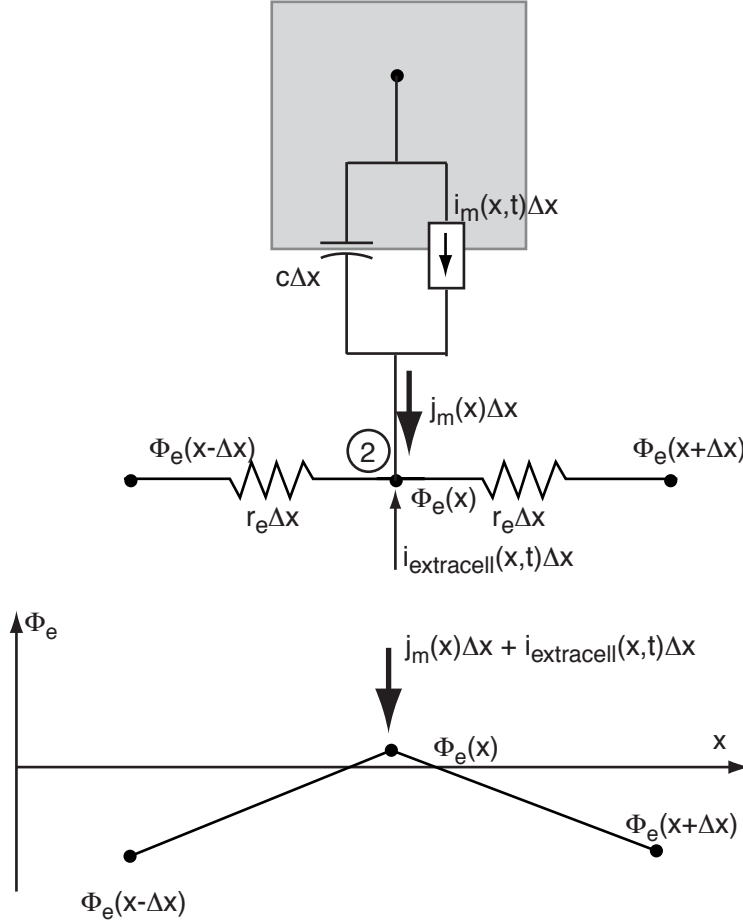 i_m(x,t)Δx
cΔx
j_m(x)Δx
Φ_e(x-Δx)
2
Φ_e(x+Δx)
Φ_e(x)
r_eΔx
r_eΔx
i_extracell(x,t)Δx
Φ_e
j_m(x)Δx + i_extracell(x,t)Δx
Φ_e(x)
x
Φ_e(x+Δx)
Φ_e(x-Δx)